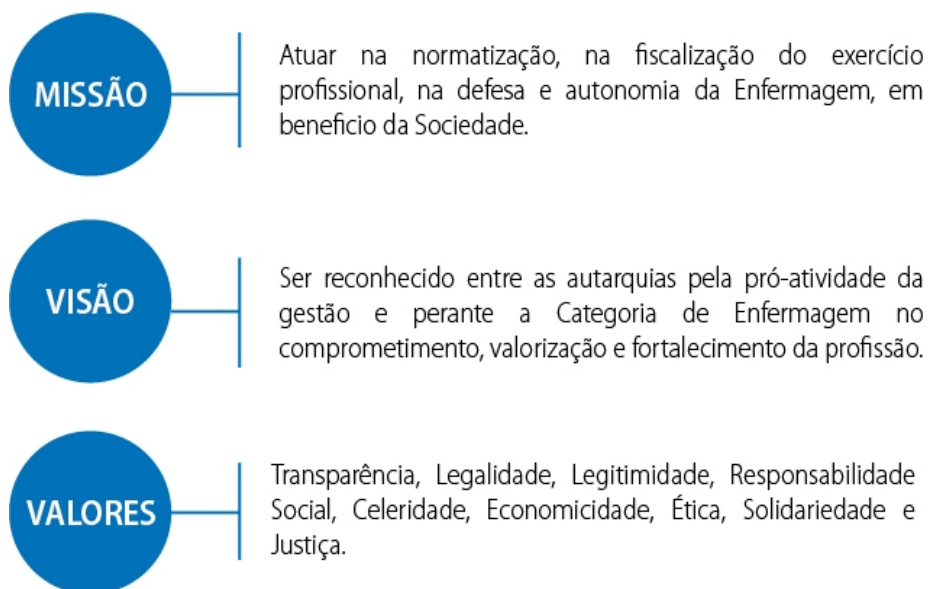 MISSÃO
Atuar na normatização, na fiscalização do exercício
profissional, na defesa e autonomia da Enfermagem, em
beneficio da Sociedade.
VISÃO
Ser reconhecido entre as autarquias pela pró-atividade da
gestão e perante a Categoria de Enfermagem no
comprometimento, valorização e fortalecimento da profissão.
VALORES
Transparência, Legalidade, Legitimidade, Responsabilidade
Social, Celeridade, Economicidade, Ética, Solidariedade e
Justiça.